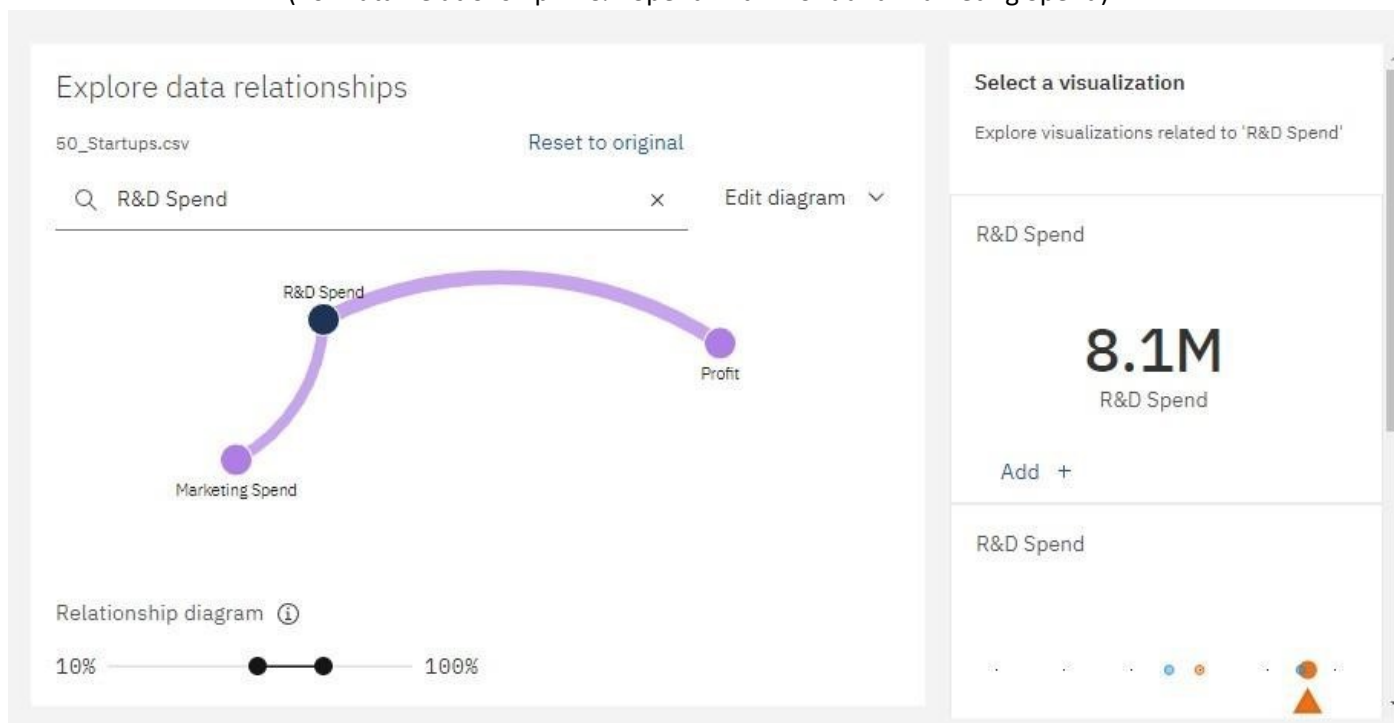 Explore data relationships
50_Startups.csv
Reset to original
R&D Spend
Edit diagram
R&D Spend
Profit
Marketing Spend
Relationship diagram
10%
100%
Select a visualization
Explore visualizations related to 'R&D Spend'
R&D Spend
8.1M
R&D Spend
Add +
R&D Spend